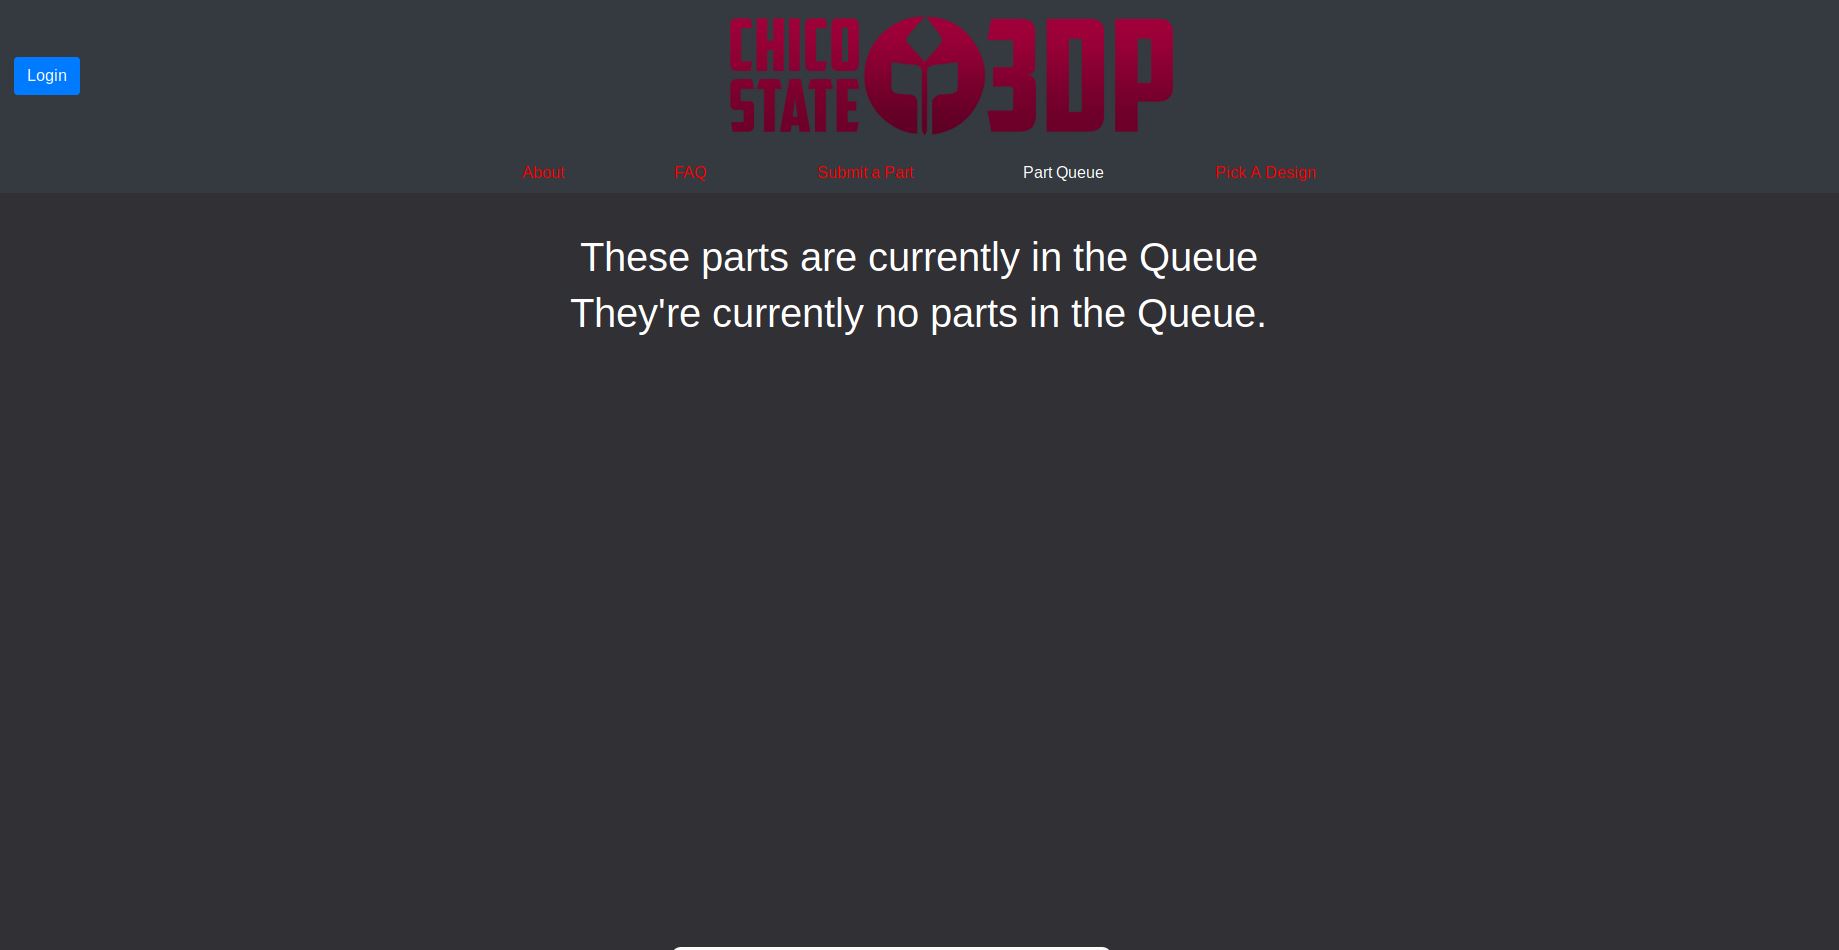 Login
CHICO
STATE
3DP
About FAQ Submit a Part Part Queue Pick A Design
These parts are currently in the Queue
They're currently no parts in the Queue.